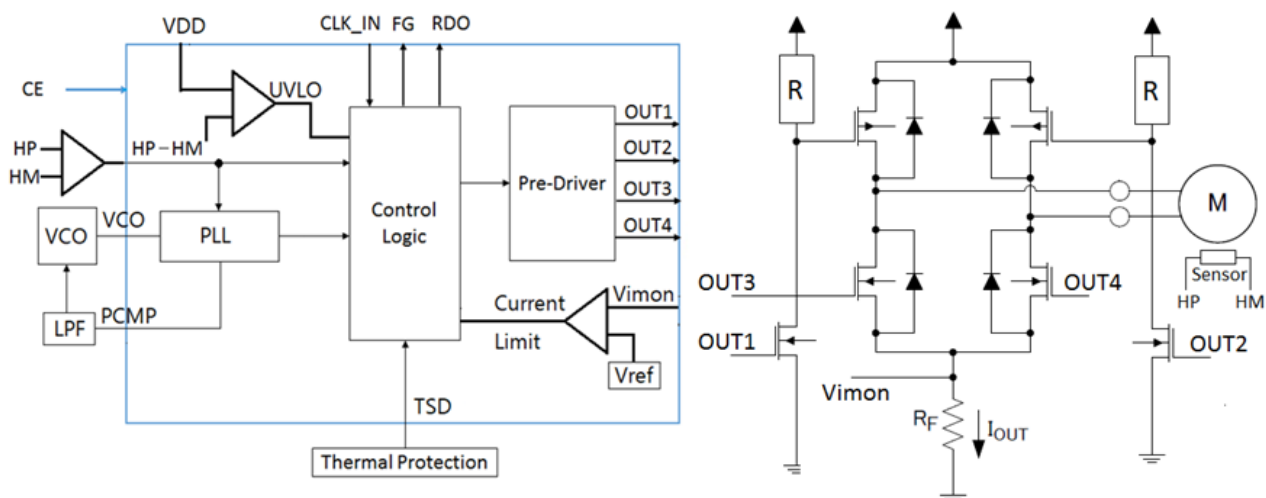 VDD
CLK_IN FG RDO
CE
UVLO
HP
HM
HP-HM
OUT1
OUT2
OUT3
OUT4
Pre-Driver
Control
Logic
VCO
VCO
PLL
LPF
PCMP
Current
Limit
Vimon
Vref
TSD
Thermal Protection
R
R
M
Sensor
HP
HM
OUT3
OUT4
OUT1
OUT2
Vimon
RF
IOUT